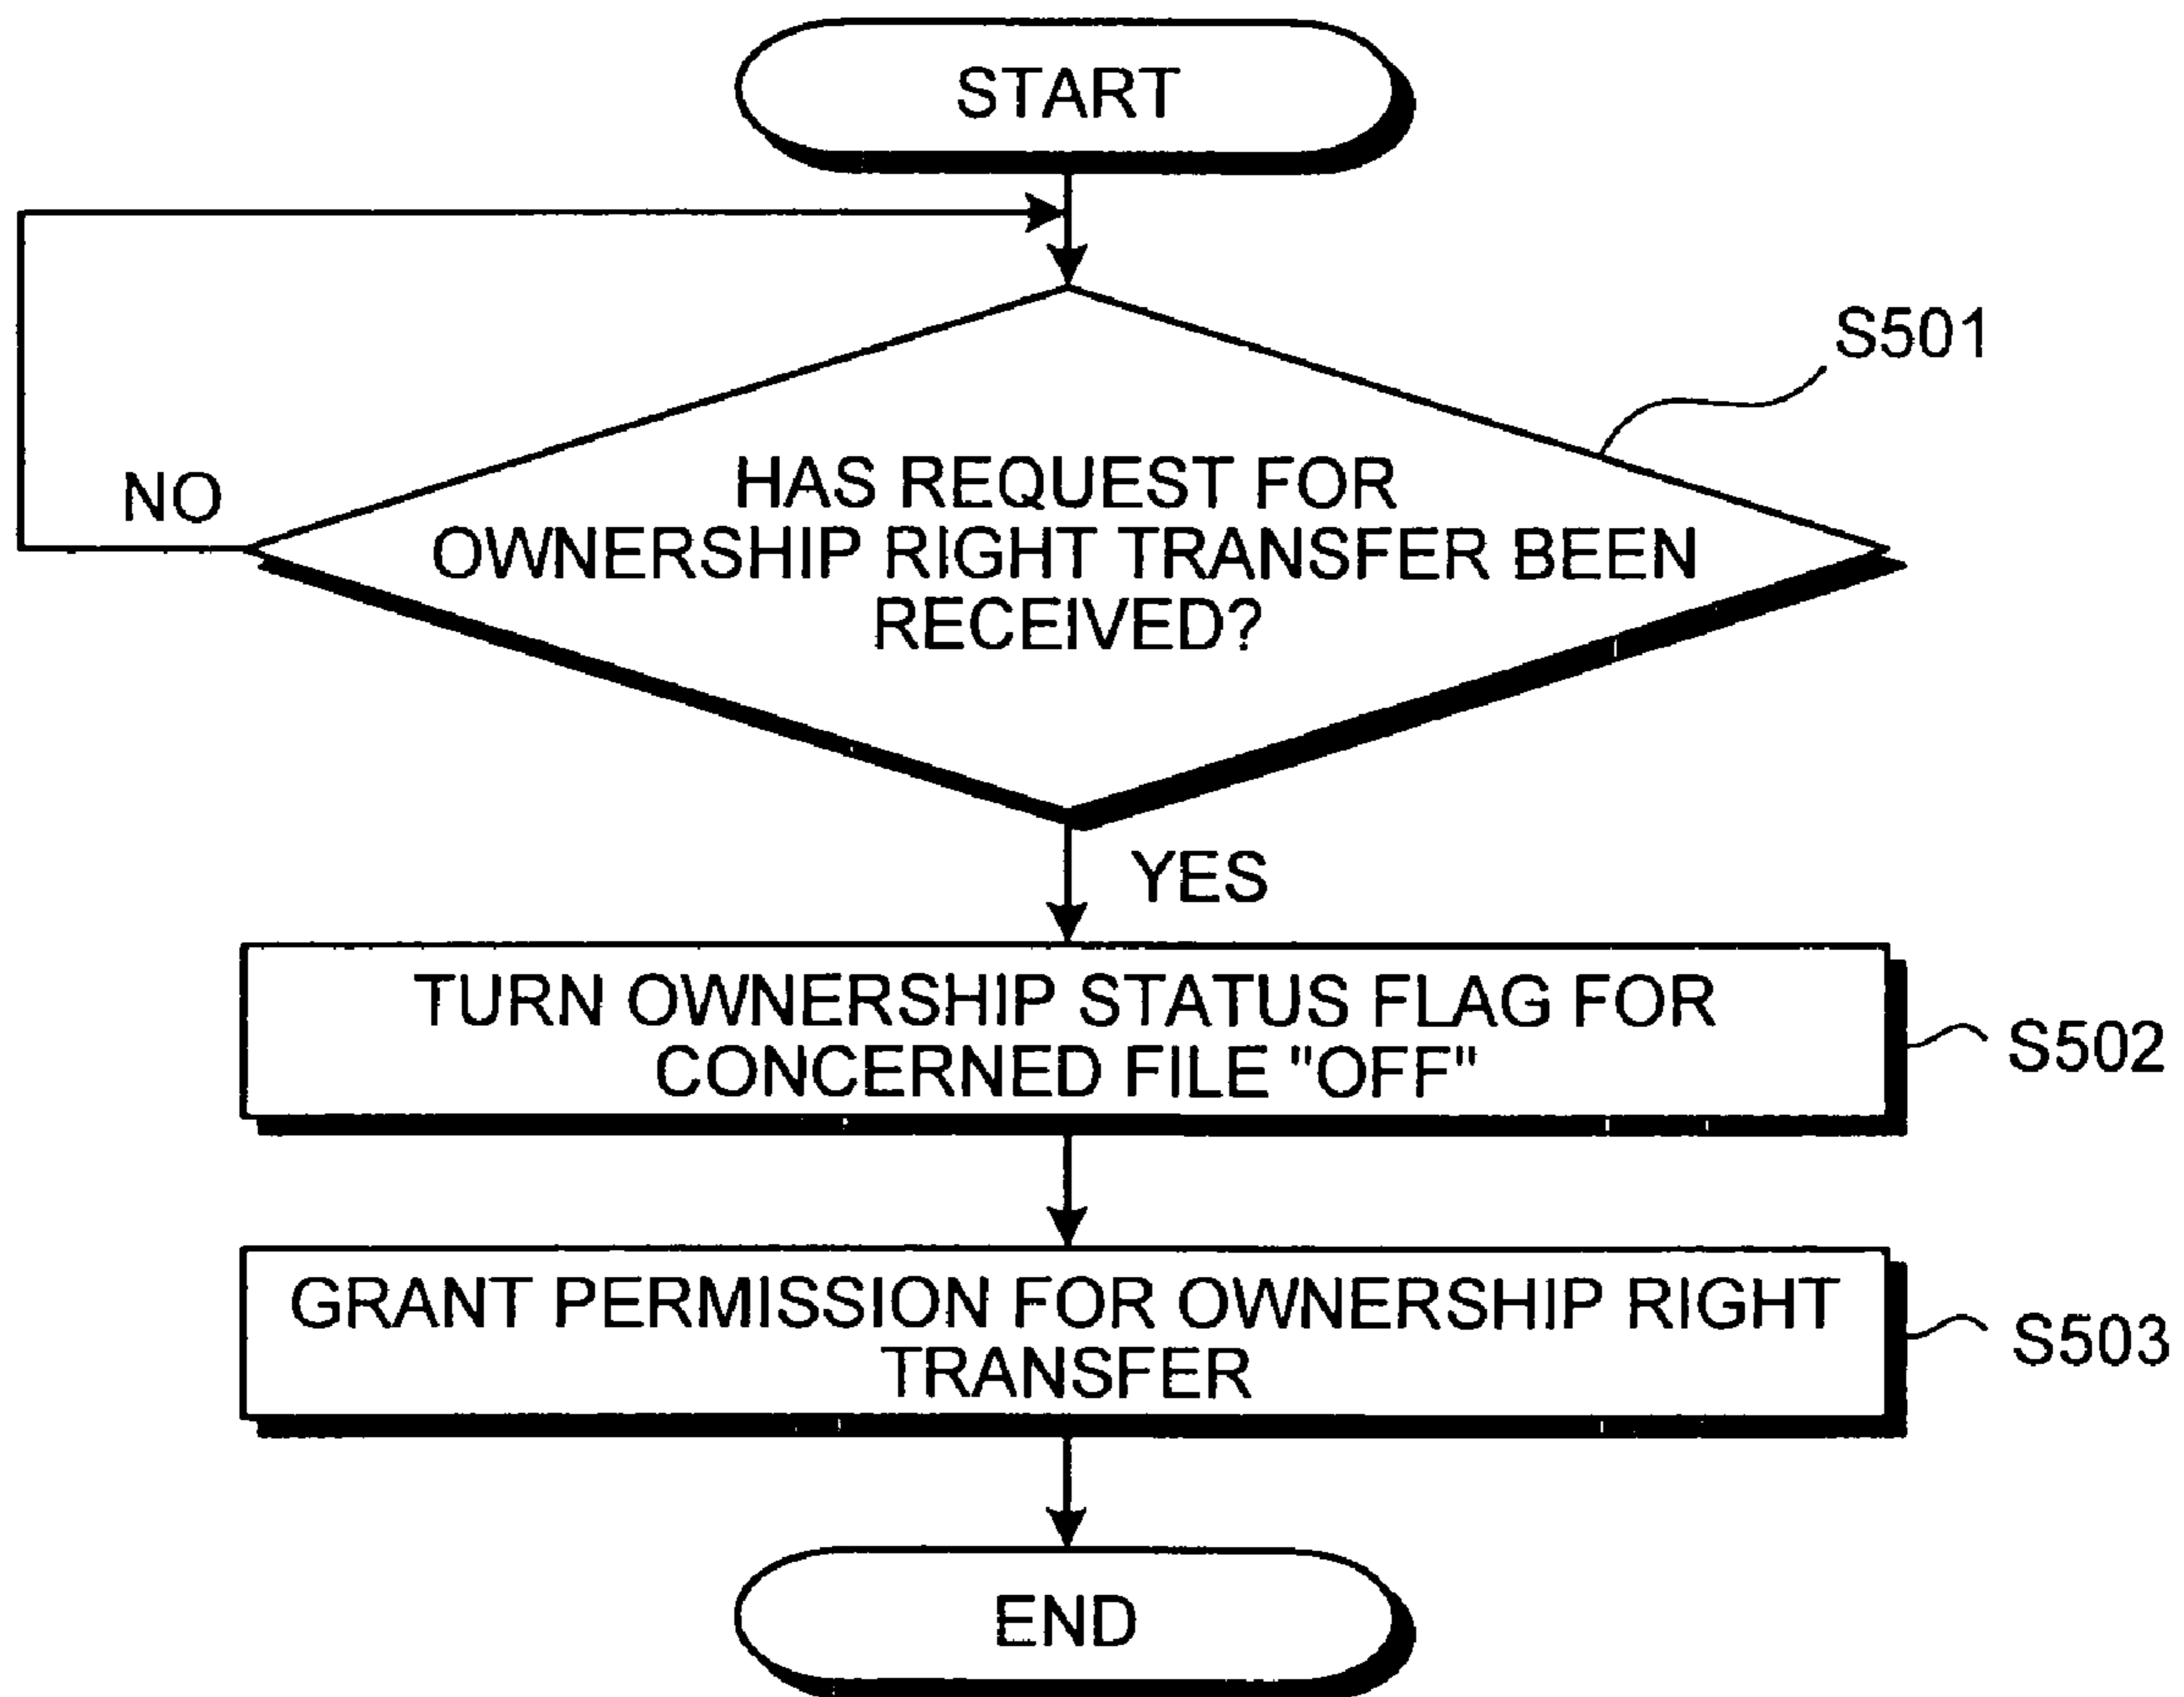 START
S501
HAS REQUEST FOR
OWNERSHIP RIGHT TRANSFER BEEN
RECEIVED?
NO
YES
TURN OWNERSHIP STATUS FLAG FOR
CONCERNED FILE "OFF"
S502
GRANT PERMISSION FOR OWNERSHIP RIGHT
TRANSFER
S503
END